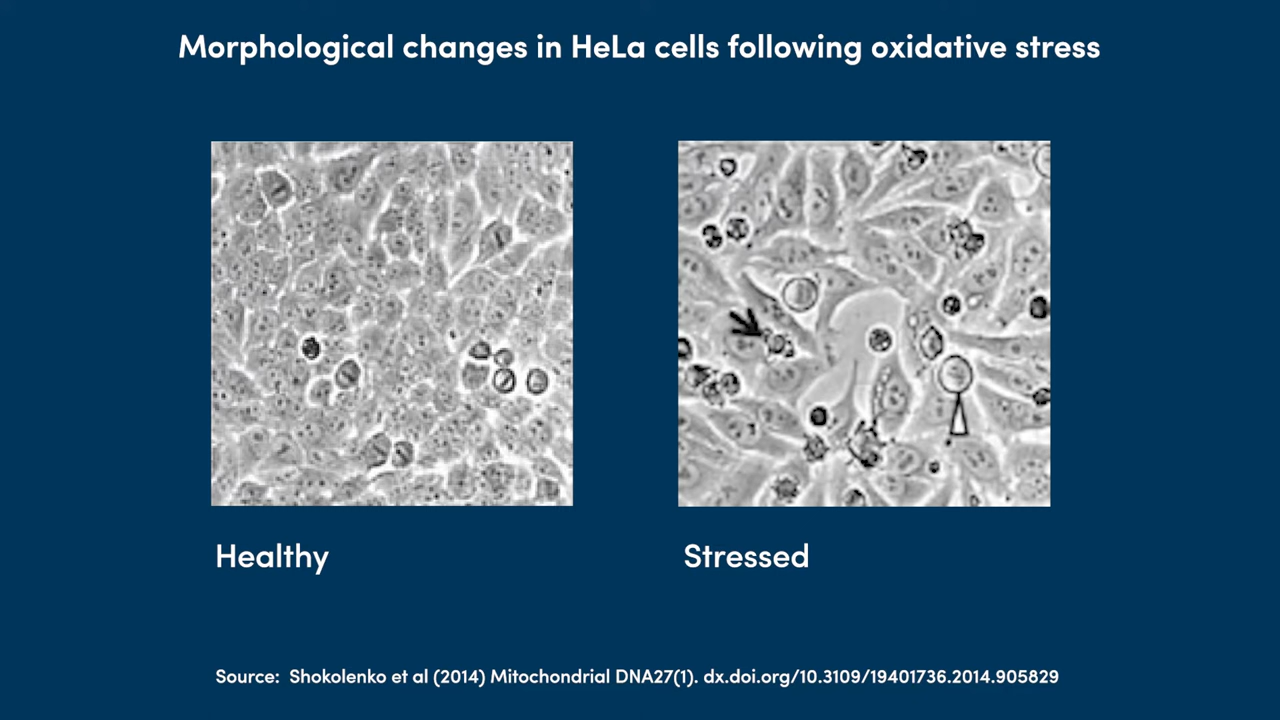 Morphological changes in HeLa cells following oxidative stress
Healthy
Stressed
Source: Shokolenko et al (2014) Mitochondrial DNA27(1). dx.doi.org/10.3109/19401736.2014.905829